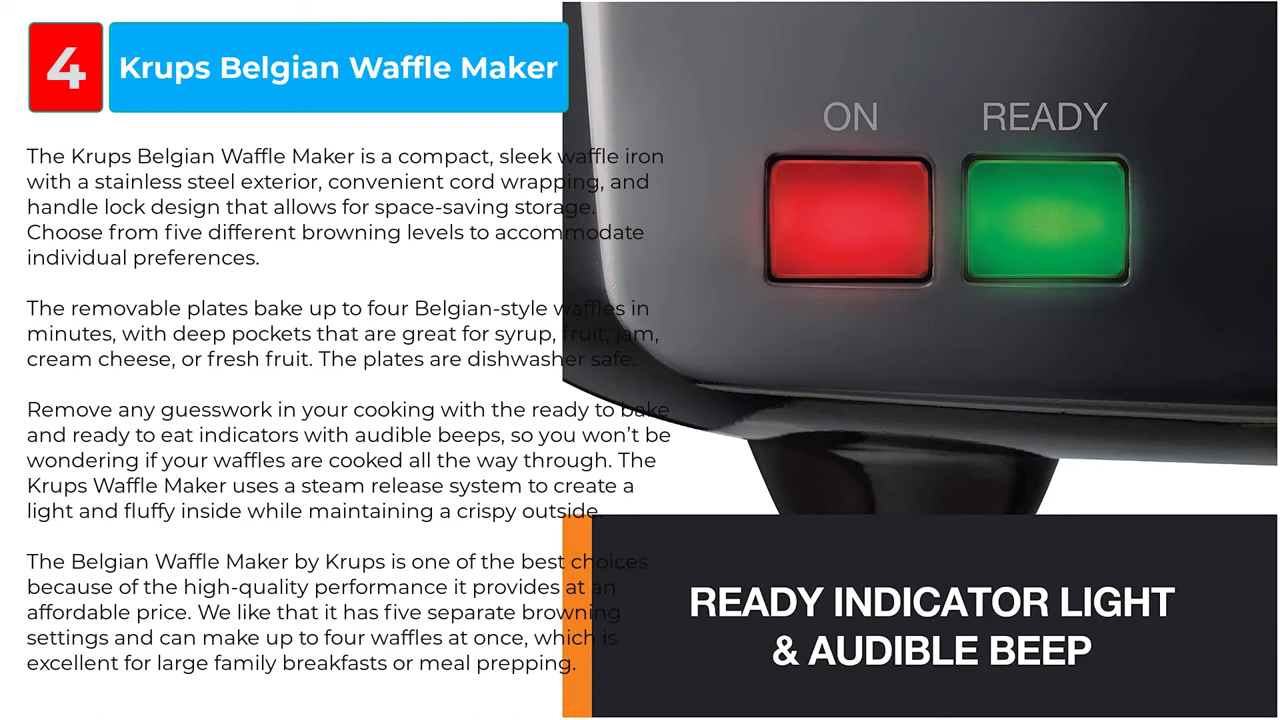 4
Krups Belgian Waffle Maker
The Krups Belgian Waffle Maker is a compact, sleek waffle iron
with a stainless steel exterior, convenient cord wrapping, and
handle lock design that allows for space-saving storage.
Choose from five different browning levels to accommodate
individual preferences.
The removable plates bake up to four Belgian-style waffles in
minutes, with deep pockets that are great for syrup, fruit, jam,
cream cheese, or fresh fruit. The plates are dishwasher safe.
Remove any guesswork in your cooking with the ready to bake
and ready to eat indicators with audible beeps, so you won’t be
wondering if your waffles are cooked all the way through. The
Krups Waffle Maker uses a steam release system to create a
light and fluffy inside while maintaining a crispy outside.
The Belgian Waffle Maker by Krups is one of the best choices
because of the high-quality performance it provides at an
affordable price. We like that it has five separate browning
settings and can make up to four waffles at once, which is
excellent for large family breakfasts or meal prepping.
ON READY
READY INDICATOR LIGHT
& AUDIBLE BEEP